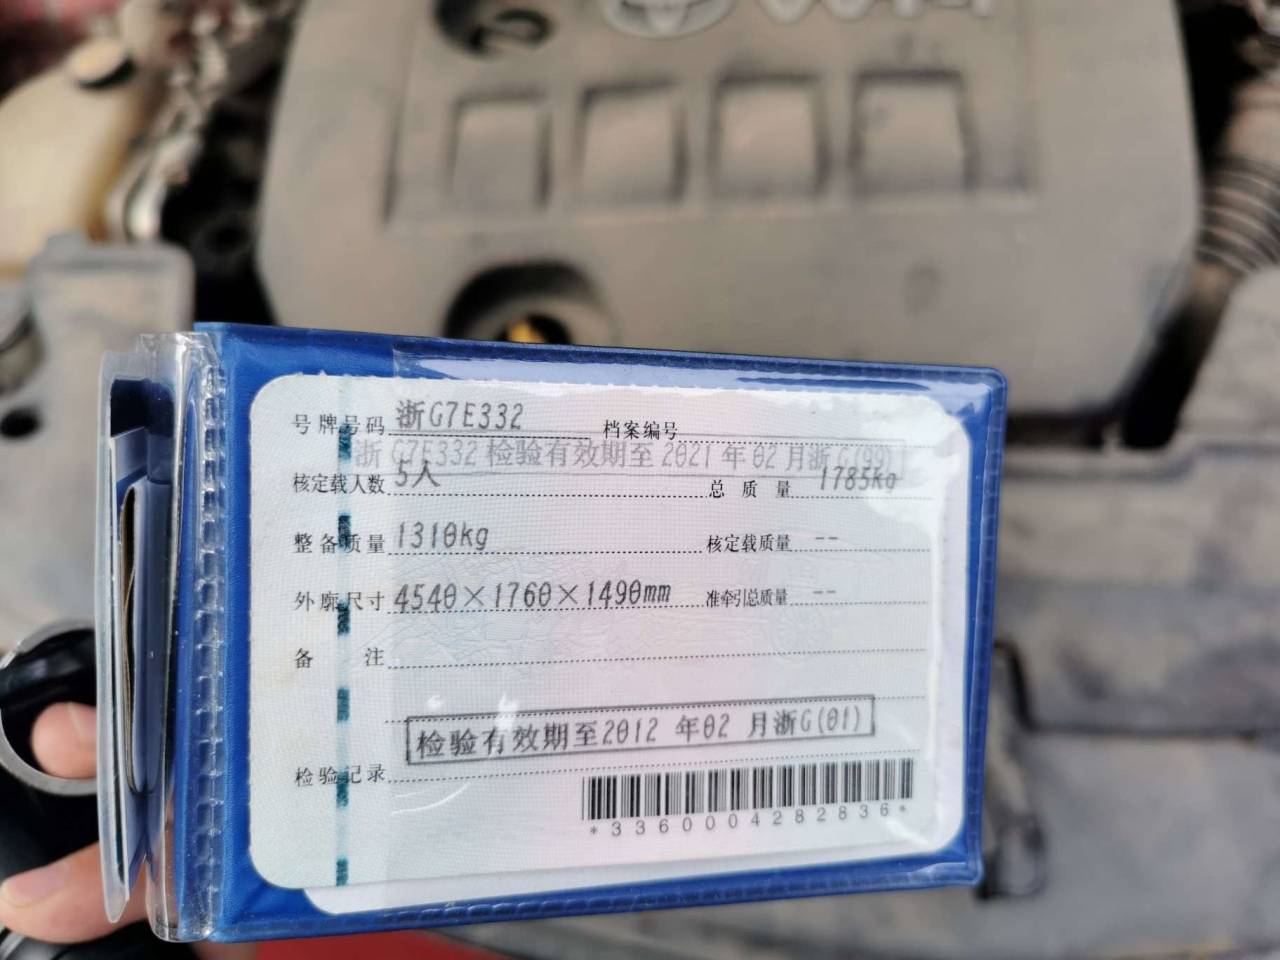 VVT-i
号牌号码 浙G7E332 档案编号
浙G7E332检验有效期至2021年02月浙G(99)
核定载人数 5人 总质量 1785kg
整备质量 1310kg 核定载质量 --
外廓尺寸 4540×1760×1490mm 准牵引总质量 --
备注
检验有效期至2012年02月浙G(01)
检验记录
*3360004282836*